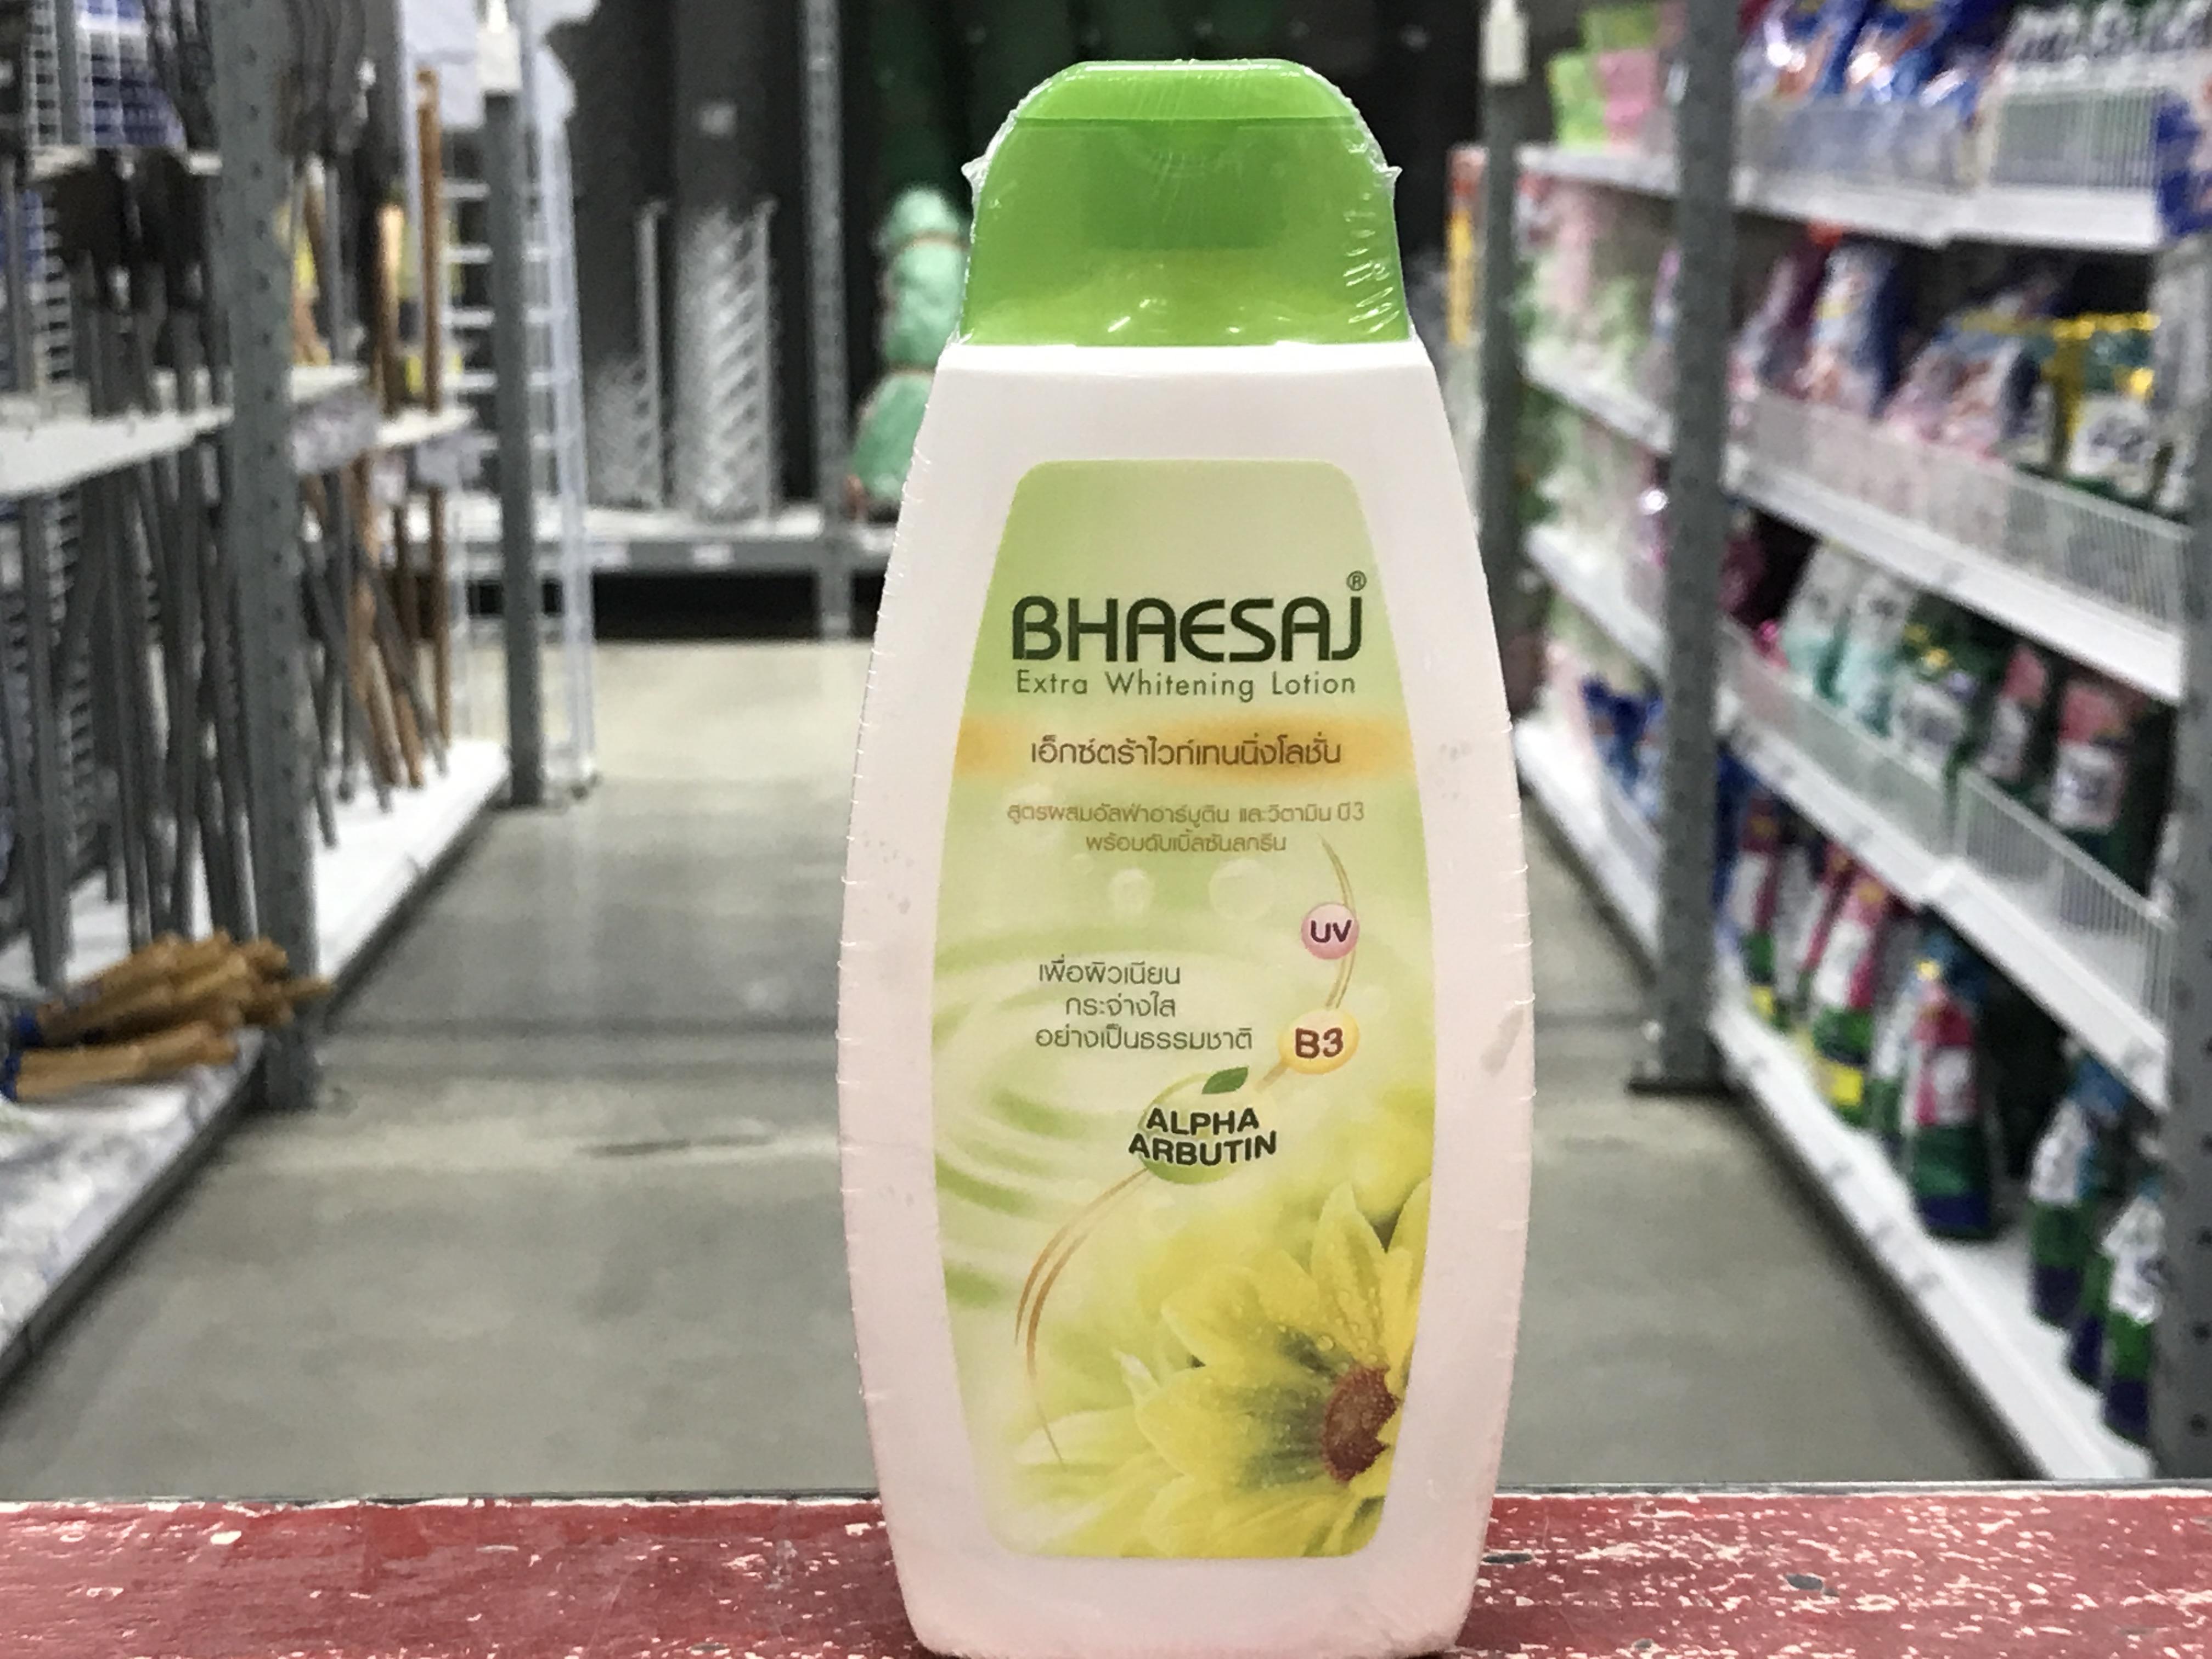 BHAESAJ®
Extra Whitening Lotion
เอ็กซ์ตร้าไวท์เทนนิ่งโลชั่น
สูตรผสมอัลฟ่าอาร์บูติน และวิตามิน บี3
พร้อมดับเบิ้ลซันสกรีน
UV
เพื่อผิวเนียน
กระจ่างใส
อย่างเป็นธรรมชาติ
B3
ALPHA
ARBUTIN